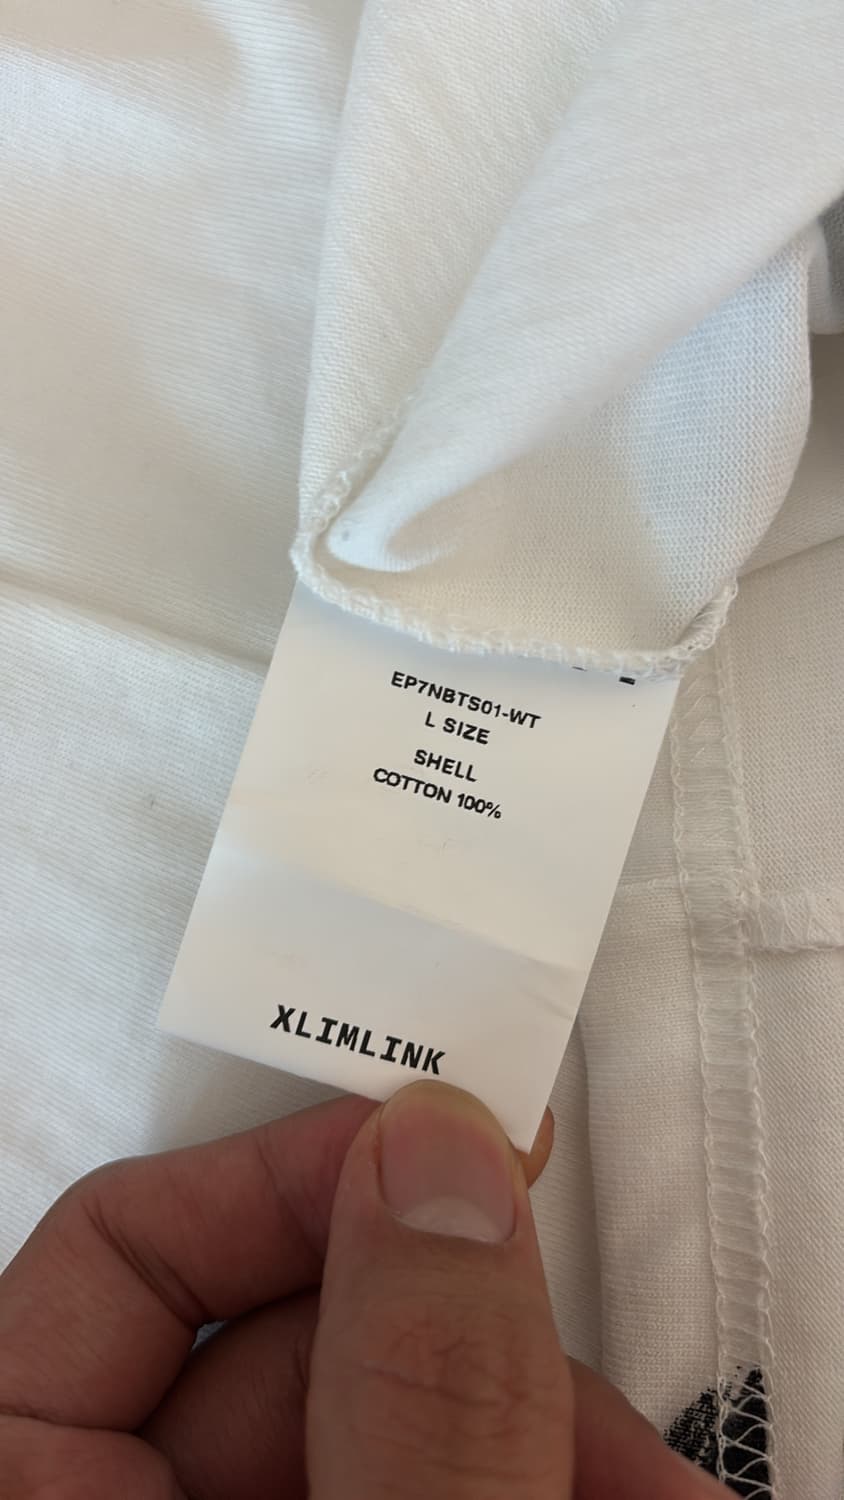 EP7NBTS01-WT
L SIZE
SHELL
COTTON 100%
XLIMLINK